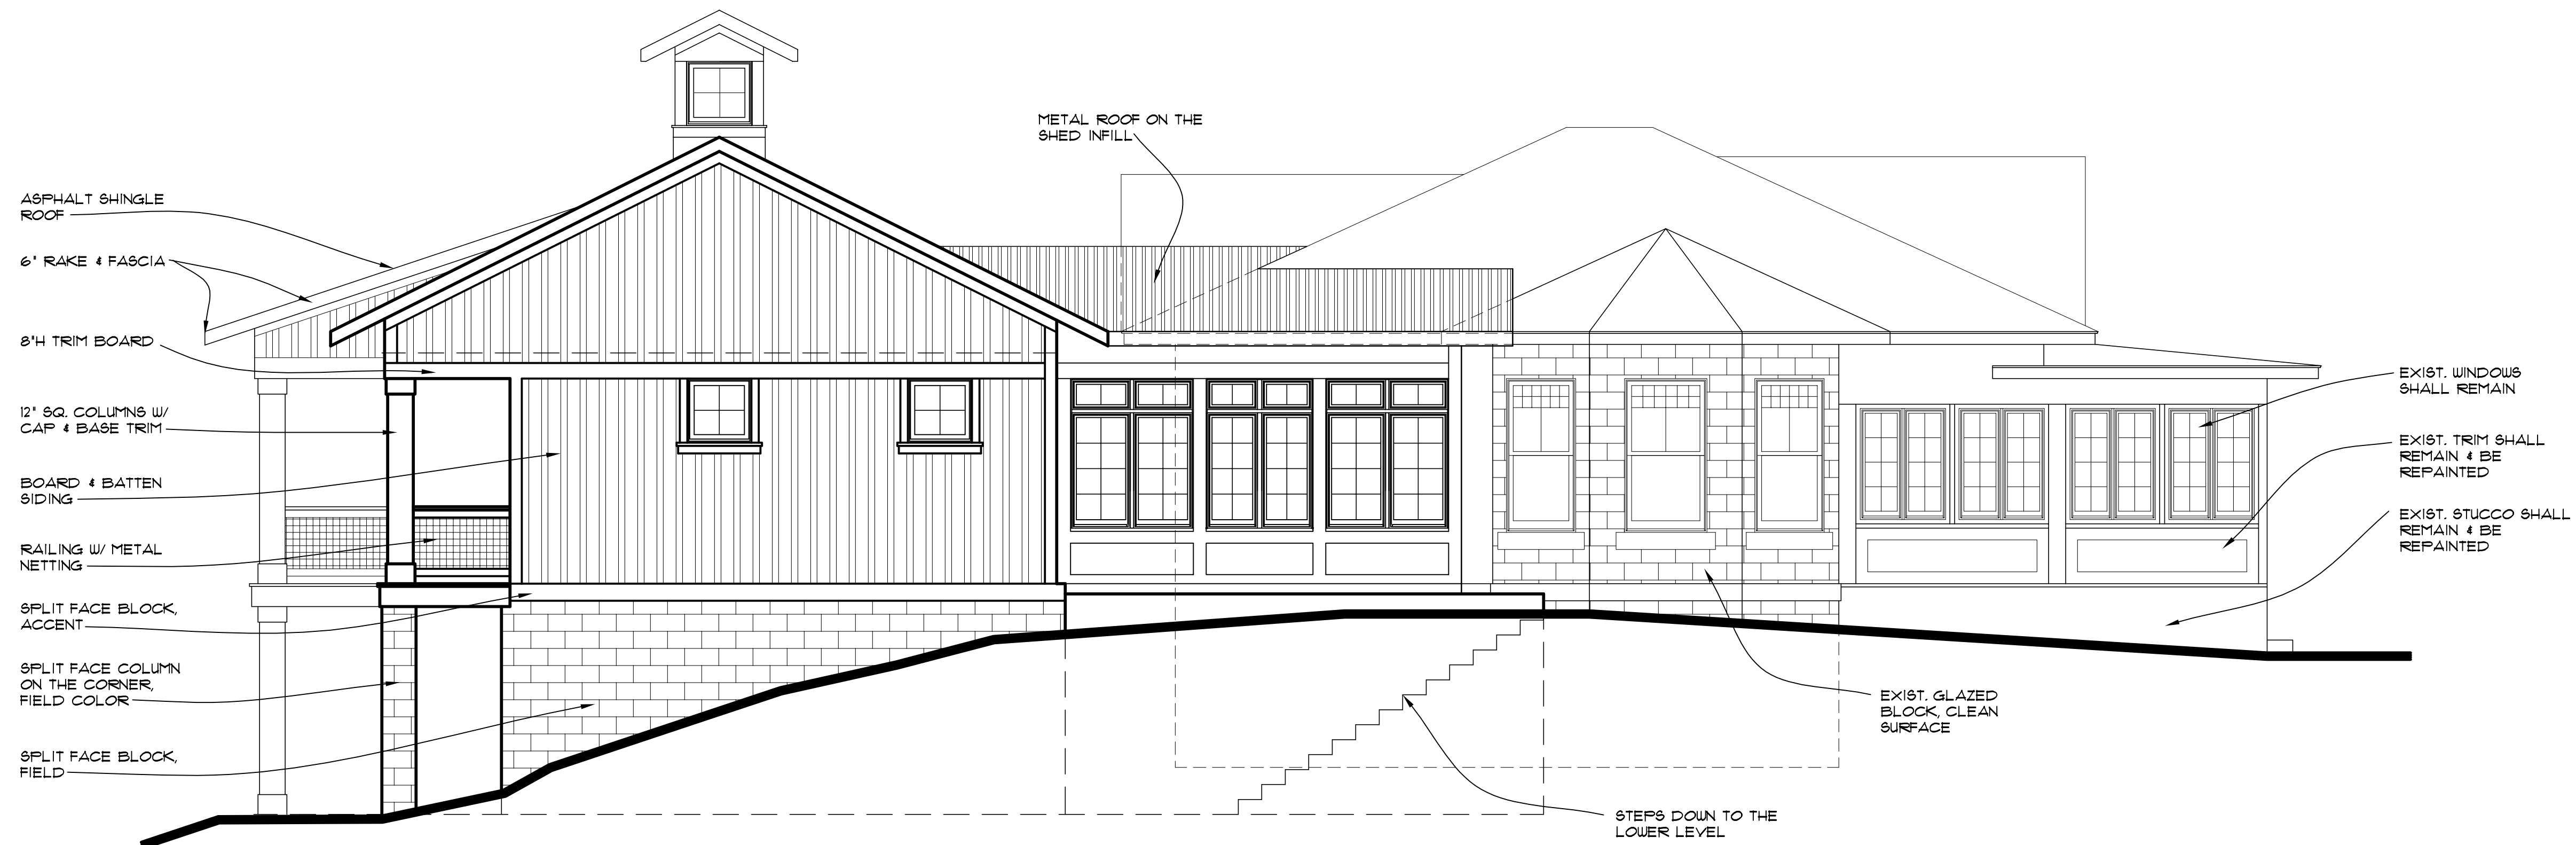 METAL ROOF ON THE
SHED INFILL
ASPHALT SHINGLE
ROOF
6" RAKE & FASCIA
8"H TRIM BOARD
12" SQ. COLUMNS W/
CAP & BASE TRIM
BOARD & BATTEN
SIDING
RAILING W/ METAL
NETTING
SPLIT FACE BLOCK,
ACCENT
SPLIT FACE COLUMN
ON THE CORNER,
FIELD COLOR
SPLIT FACE BLOCK,
FIELD
EXIST. WINDOWS
SHALL REMAIN
EXIST. TRIM SHALL
REMAIN & BE
REPAINTED
EXIST. STUCCO SHALL
REMAIN & BE
REPAINTED
EXIST. GLAZED
BLOCK, CLEAN
SURFACE
STEPS DOWN TO THE
LOWER LEVEL